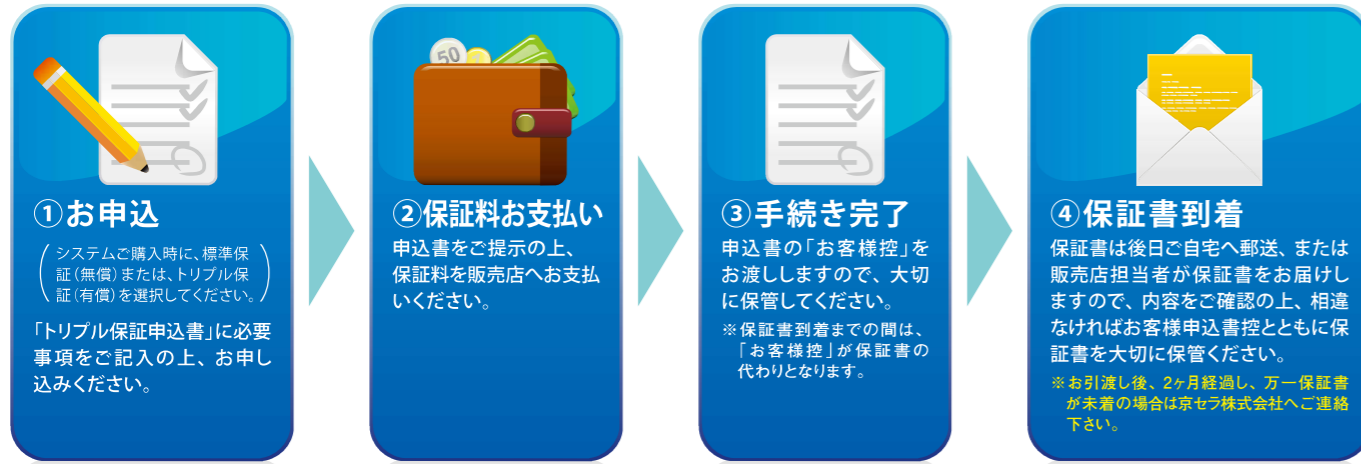 ①お申込
システムご購入時に、標準保
証(無償)または、トリプル保
証(有償)を選択してください。
「トリプル保証申込書」に必要
事項をご記入の上、お申し
込みください。
50
②保証料お支払い
申込書をご提示の上、
保証料を販売店へお支払
いください。
③手続き完了
申込書の「お客様控」を
お渡ししますので、大切
に保管してください。
※保証書到着までの間は、
「お客様控」が保証書の
代わりとなります。
④保証書到着
保証書は後日ご自宅へ郵送、または
販売店担当者が保証書をお届けし
ますので、内容をご確認の上、相違
なければお客様申込書控とともに保
証書を大切に保管ください。
※お引渡し後、2ヶ月経過し、万一保証書
が未着の場合は京セラ株式会社へご連絡
下さい。